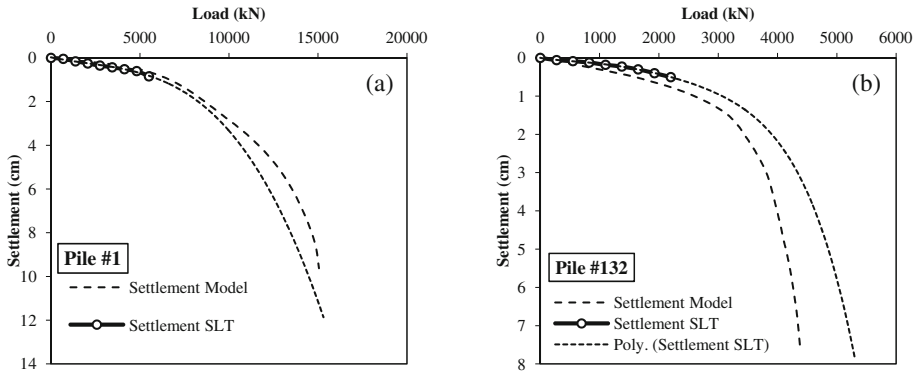 Load (kN)
0 5000 10000 15000 20000
0
2
4
6
8
10
12
14
Settlement (cm)
(a)
Pile #1
Settlement Model
Settlement SLT
Load (kN)
0 1000 2000 3000 4000 5000 6000
0
1
2
3
4
5
6
7
8
Settlement (cm)
(b)
Pile #132
Settlement Model
Settlement SLT
Poly. (Settlement SLT)